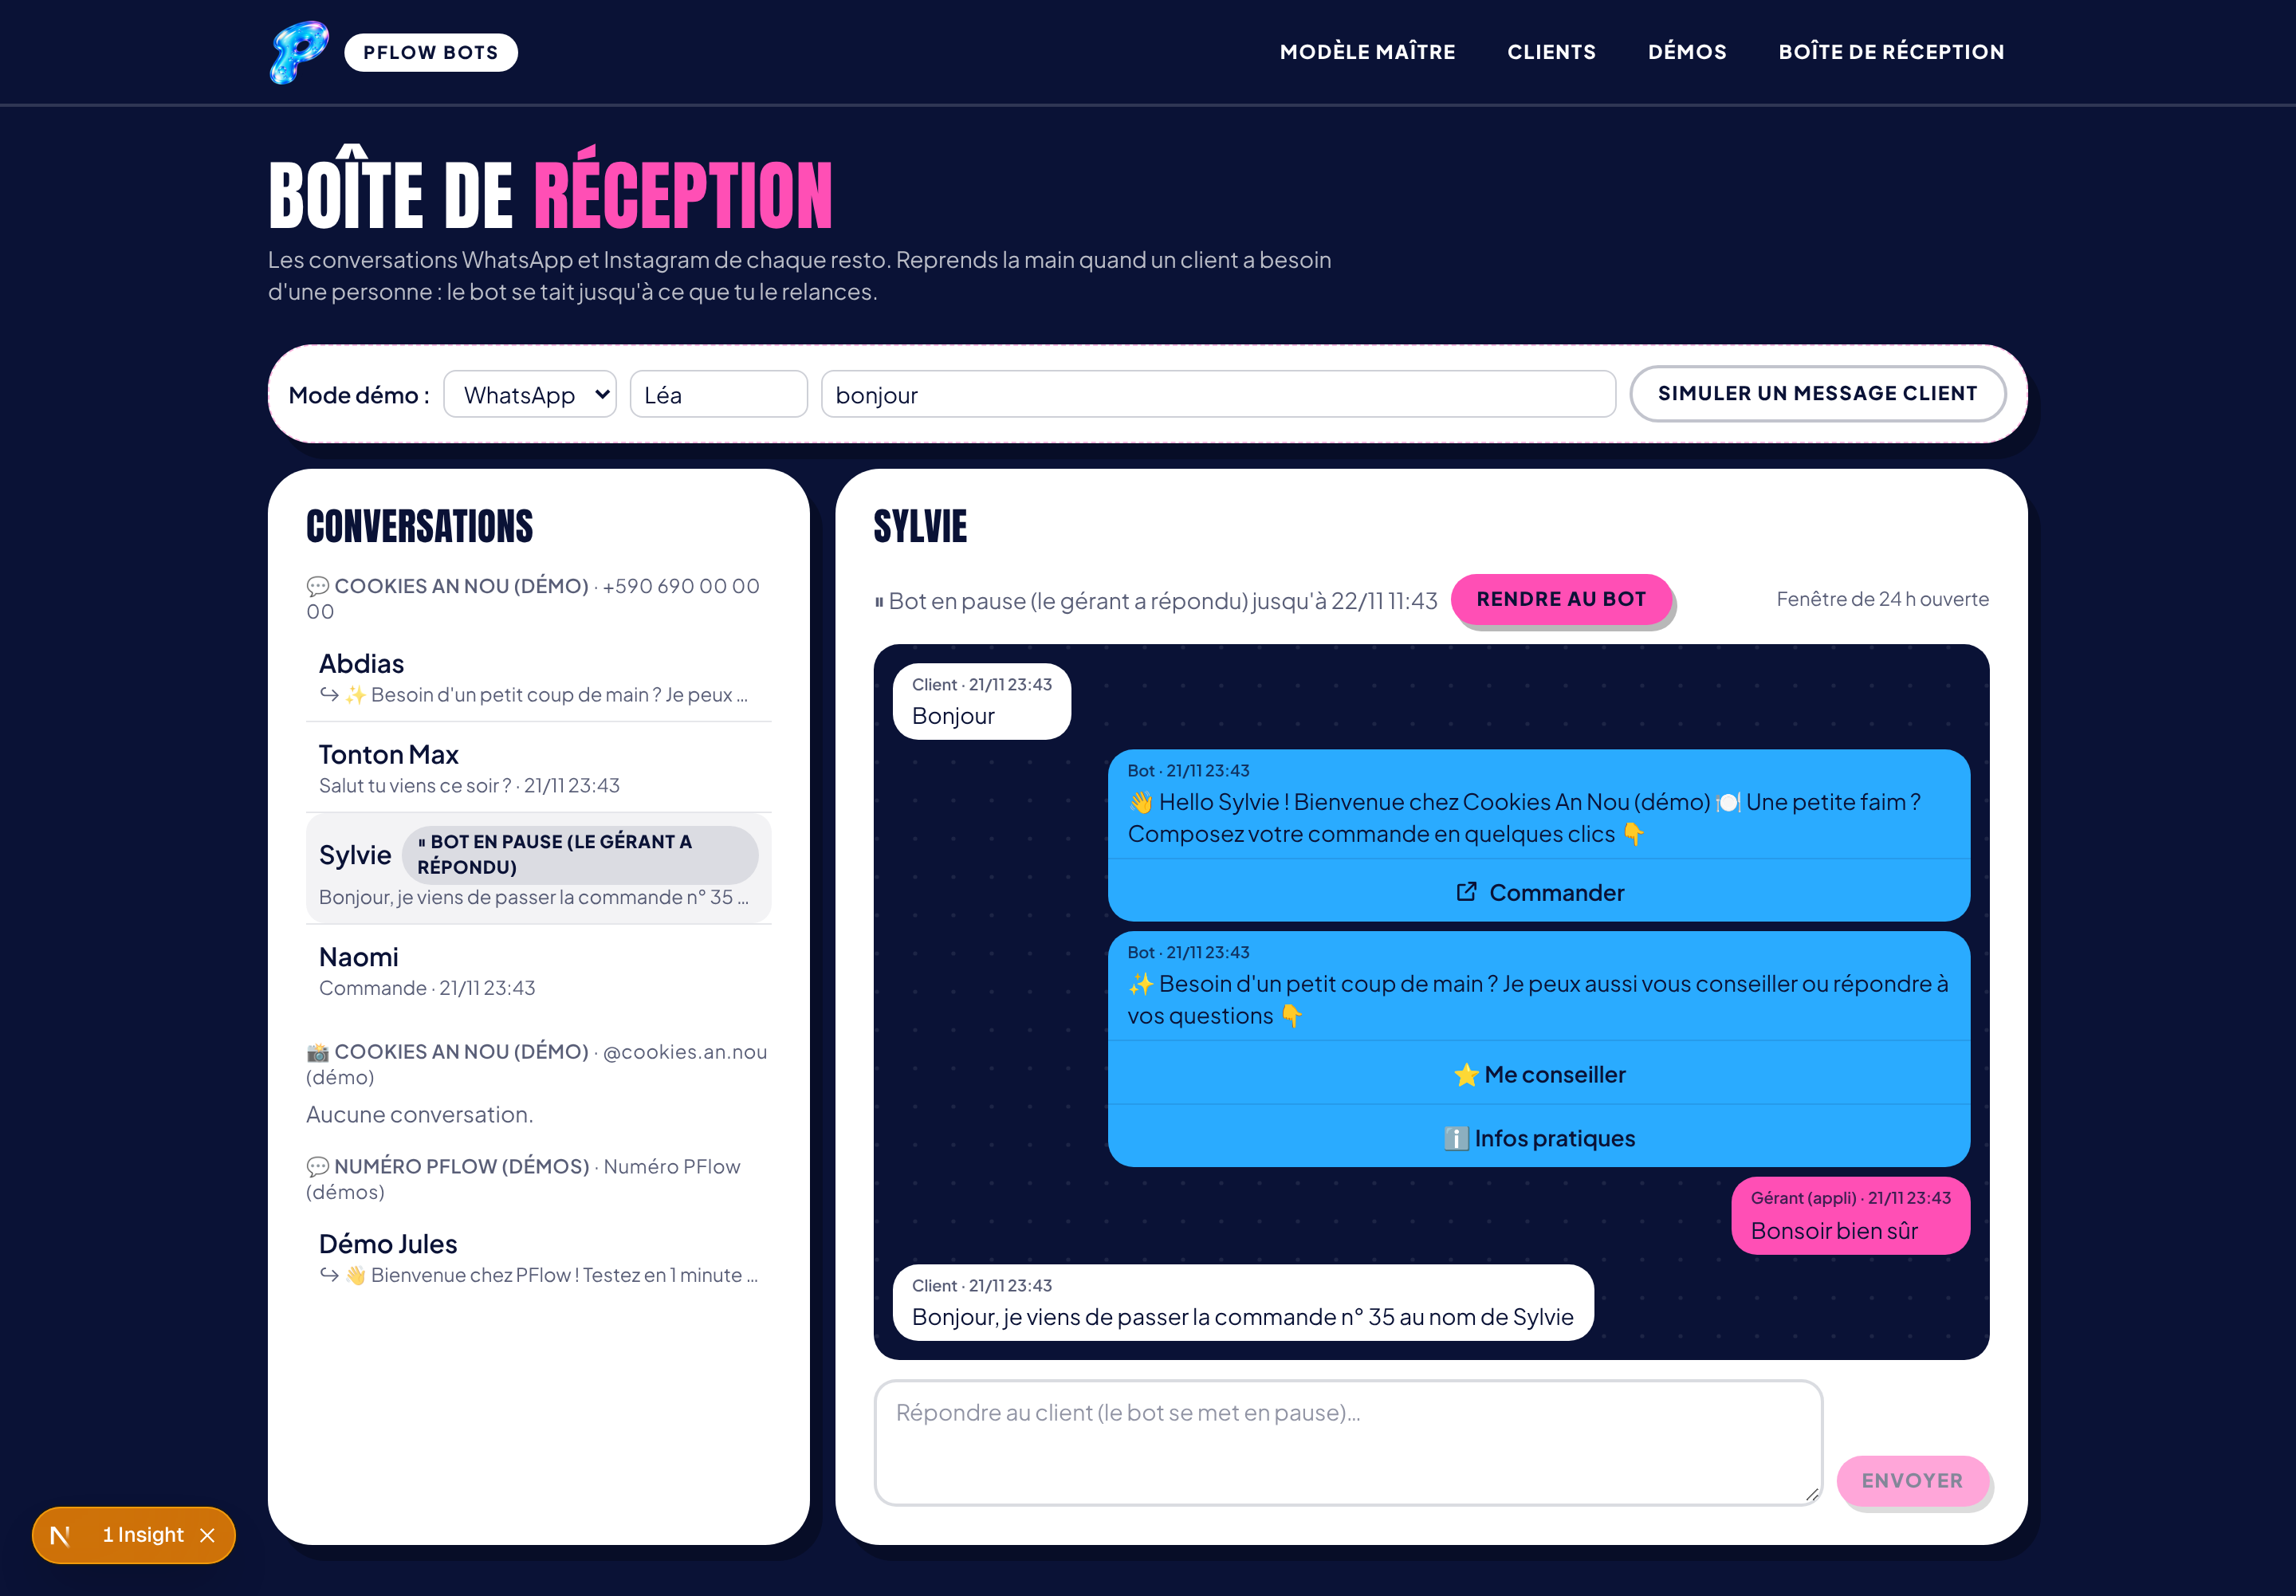 PFLOW BOTS
MODÈLE MAÎTRE
CLIENTS
DÉMOS
BOÎTE DE RÉCEPTION
BOÎTE DE RÉCEPTION
Les conversations WhatsApp et Instagram de chaque resto. Reprends la main quand un client a besoin
d'une personne : le bot se tait jusqu'à ce que tu le relances.
Mode démo :
WhatsApp
Léa
bonjour
SIMULER UN MESSAGE CLIENT
CONVERSATIONS
💬 COOKIES AN NOU (DÉMO) · +590 690 00 00
00
Abdias
↪ ✨ Besoin d'un petit coup de main ? Je peux ...
Tonton Max
Salut tu viens ce soir ? · 21/11 23:43
Sylvie
⏸ BOT EN PAUSE (LE GÉRANT A
RÉPONDU)
Bonjour, je viens de passer la commande n° 35 ...
Naomi
Commande · 21/11 23:43
📸 COOKIES AN NOU (DÉMO) · @cookies.an.nou
(démo)
Aucune conversation.
💬 NUMÉRO PFLOW (DÉMOS) · Numéro PFlow
(démos)
Démo Jules
↪ 👋 Bienvenue chez PFlow ! Testez en 1 minute ...
SYLVIE
⏸ Bot en pause (le gérant a répondu) jusqu'à 22/11 11:43
RENDRE AU BOT
Fenêtre de 24 h ouverte
Client · 21/11 23:43
Bonjour
Bot · 21/11 23:43
👋 Hello Sylvie ! Bienvenue chez Cookies An Nou (démo) 🍽️ Une petite faim ?
Composez votre commande en quelques clics 👇
Commander
Bot · 21/11 23:43
✨ Besoin d'un petit coup de main ? Je peux aussi vous conseiller ou répondre à
vos questions 👇
⭐ Me conseiller
ℹ️ Infos pratiques
Gérant (appli) · 21/11 23:43
Bonsoir bien sûr
Client · 21/11 23:43
Bonjour, je viens de passer la commande n° 35 au nom de Sylvie
Répondre au client (le bot se met en pause)...
ENVOYER
N
1 Insight